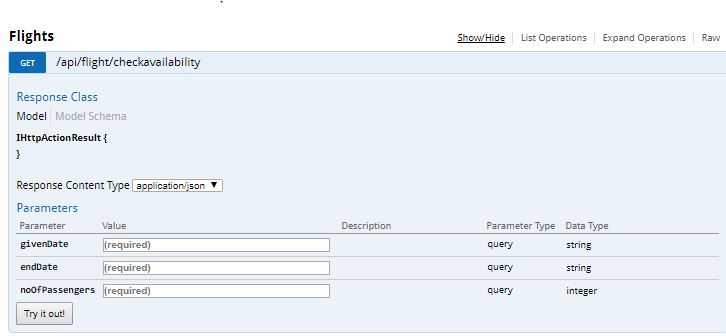 Flights
Show/Hide List Operations Expand Operations Raw
GET /api/flight/checkavailability
Response Class
Model Model Schema
IHttpActionResult {
}
Response Content Type application/json
Parameters
Parameter Value Description Parameter Type Data Type
givenDate (required) query string
endDate (required) query string
noOfPassengers (required) query integer
Try it out!